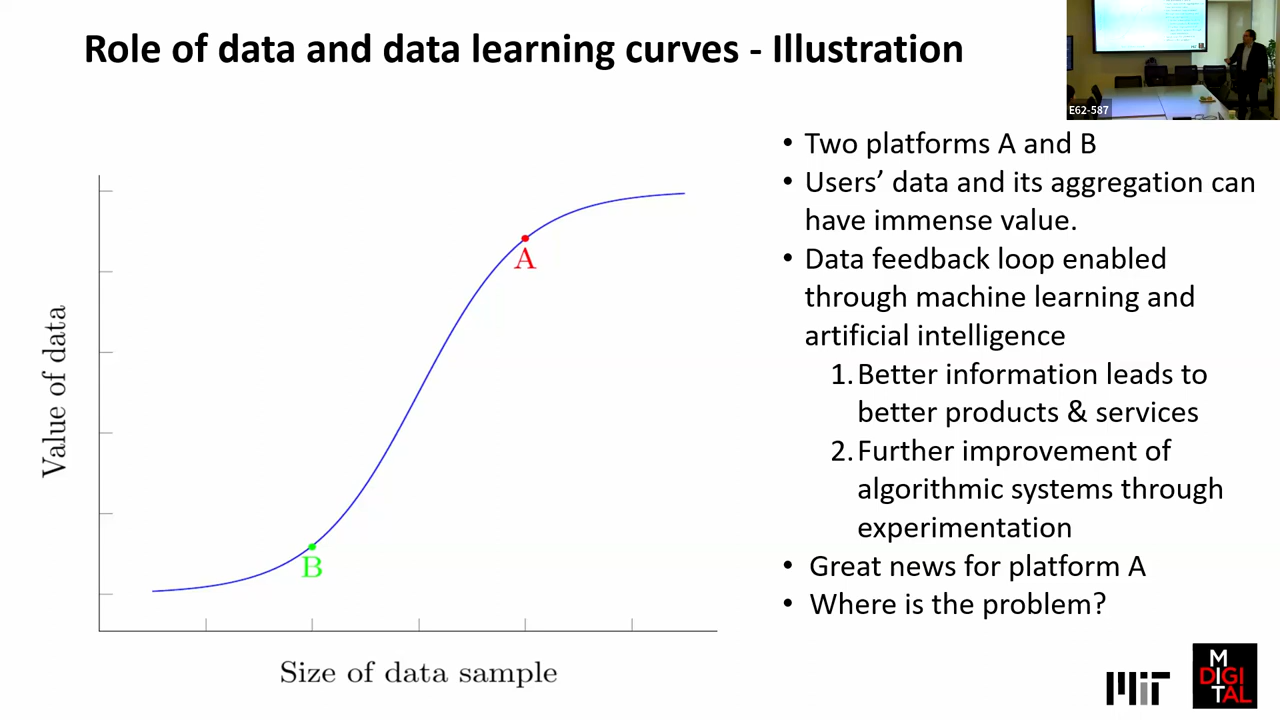 Role of data and data learning curves - Illustration
E62-587
• Two platforms A and B
• Users’ data and its aggregation can
have immense value.
• Data feedback loop enabled
through machine learning and
artificial intelligence
1. Better information leads to
better products & services
2. Further improvement of
algorithmic systems through
experimentation
• Great news for platform A
• Where is the problem?
Value of data
A
B
Size of data sample
MIT
M
DIGI
TAL